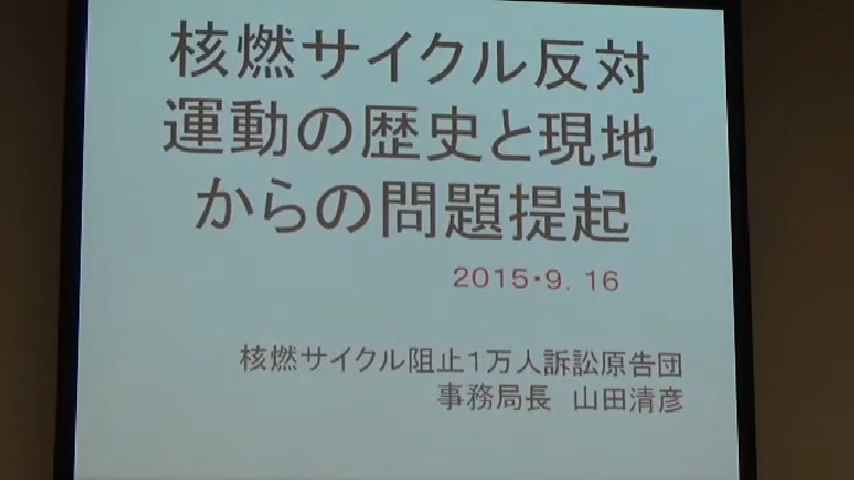 核燃サイクル反対
運動の歴史と現地
からの問題提起
2015・9. 16
核燃サイクル阻止1万人訴訟原告団
事務局長　山田清彦